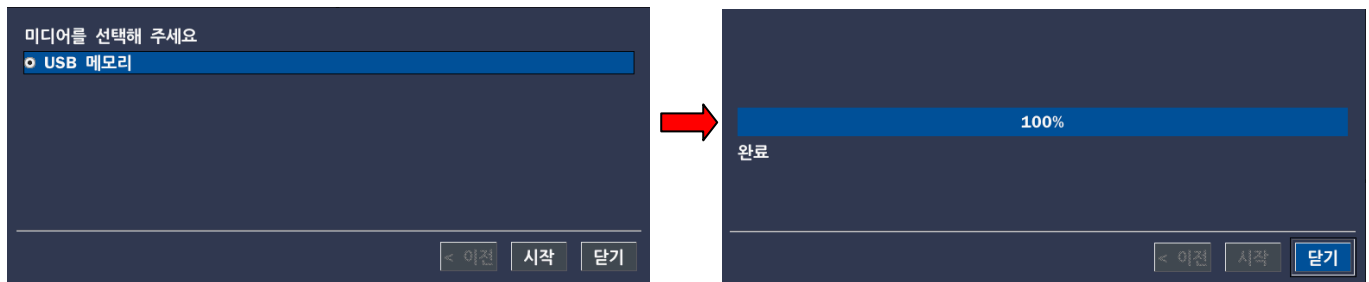 미디어를 선택해 주세요
USB 메모리
< 이전 시작 닫기
100%
완료
< 이전 시작 닫기